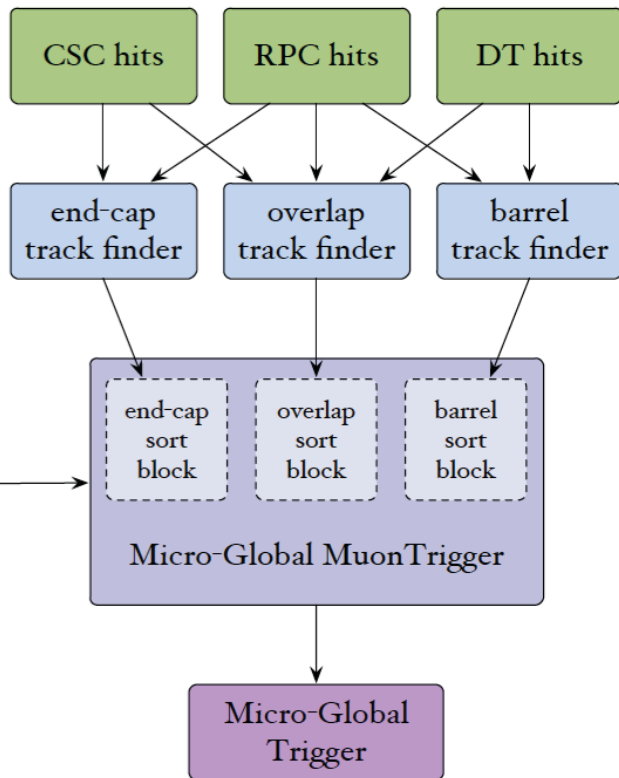 CSC hits
RPC hits
DT hits
end-cap
track finder
overlap
track finder
barrel
track finder
end-cap
sort
block
overlap
sort
block
barrel
sort
block
Micro-Global MuonTrigger
Micro-Global
Trigger